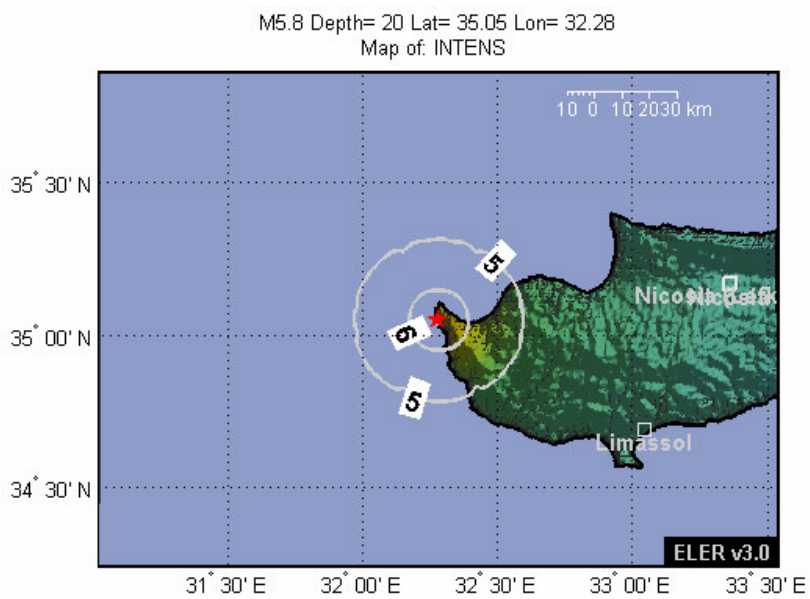 M5.8 Depth= 20 Lat= 35.05 Lon= 32.28
Map of: INTENS
10 0 10 20 30 km
35° 30' N
5
Nicosia
6
35° 00' N
5
Limassol
34° 30' N
ELER v3.0
31° 30' E
32° 00' E
32° 30' E
33° 00' E
33° 30' E